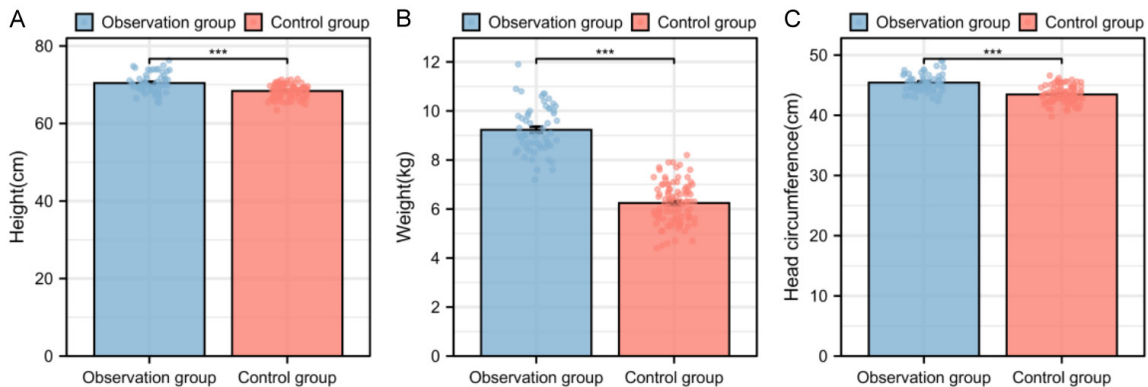 A
Observation group Control group
***
Height(cm)
80
60
40
20
0
Observation group Control group
B
Observation group Control group
***
Weight(kg)
12
10
8
6
4
2
0
Observation group Control group
C
Observation group Control group
***
Head circumference(cm)
50
40
30
20
10
0
Observation group Control group